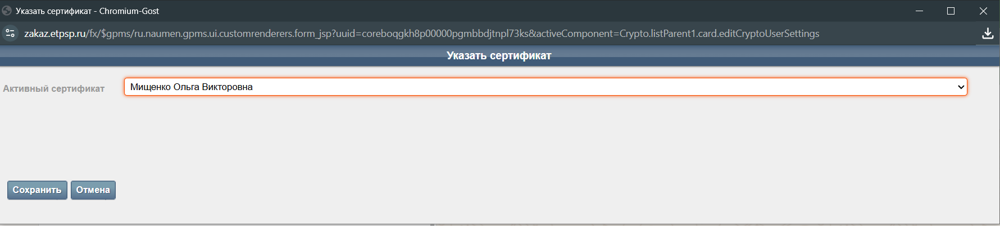 Указать сертификат - Chromium-Gost
zakaz.etpsp.ru/fx/$gpms/ru.naumen.gpms.ui.customrenderers.form_jsp?uuid=coreboqgkh8p00000pgmbbdjtnpl73ks&activeComponent=Crypto.listParent1.card.editCryptoUserSettings
Указать сертификат
Активный сертификат
Мищенко Ольга Викторовна
Сохранить Отмена